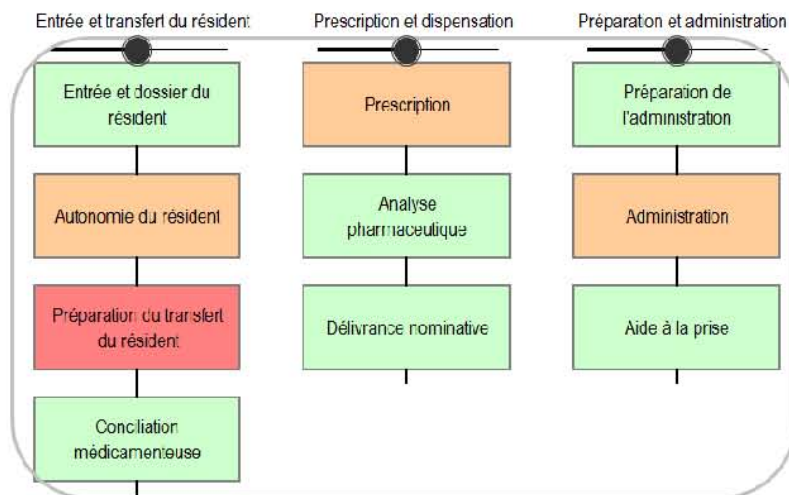 Entrée et transfert du résident
Prescription et dispensation
Préparation et administration
Entrée et dossier du
résident
Autonomie du résident
Préparation du transfert
du résident
Conciliation
médicamenteuse
Prescription
Analyse
pharmaceutique
Délivrance nominative
Préparation de
l'administration
Administration
Aide à la prise